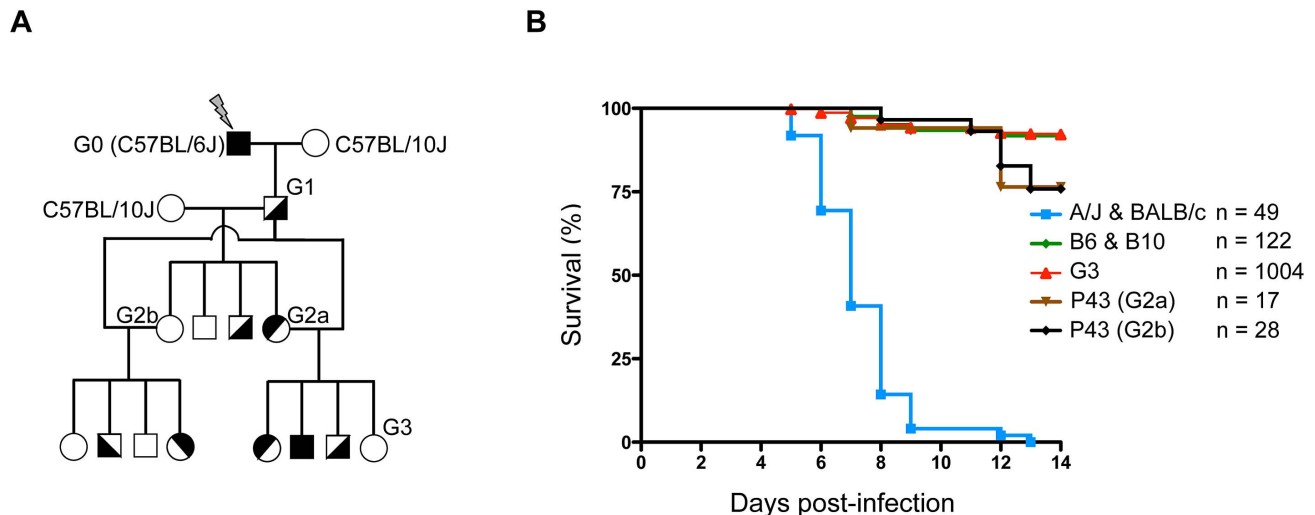 A
G0 (C57BL/6J)
C57BL/10J
G1
C57BL/10J
G2b
G2a
G3
B
Survival (%)
100
75
50
25
0
0 2 4 6 8 10 12 14
Days post-infection
A/J & BALB/c n = 49
B6 & B10 n = 122
G3 n = 1004
P43 (G2a) n = 17
P43 (G2b) n = 28